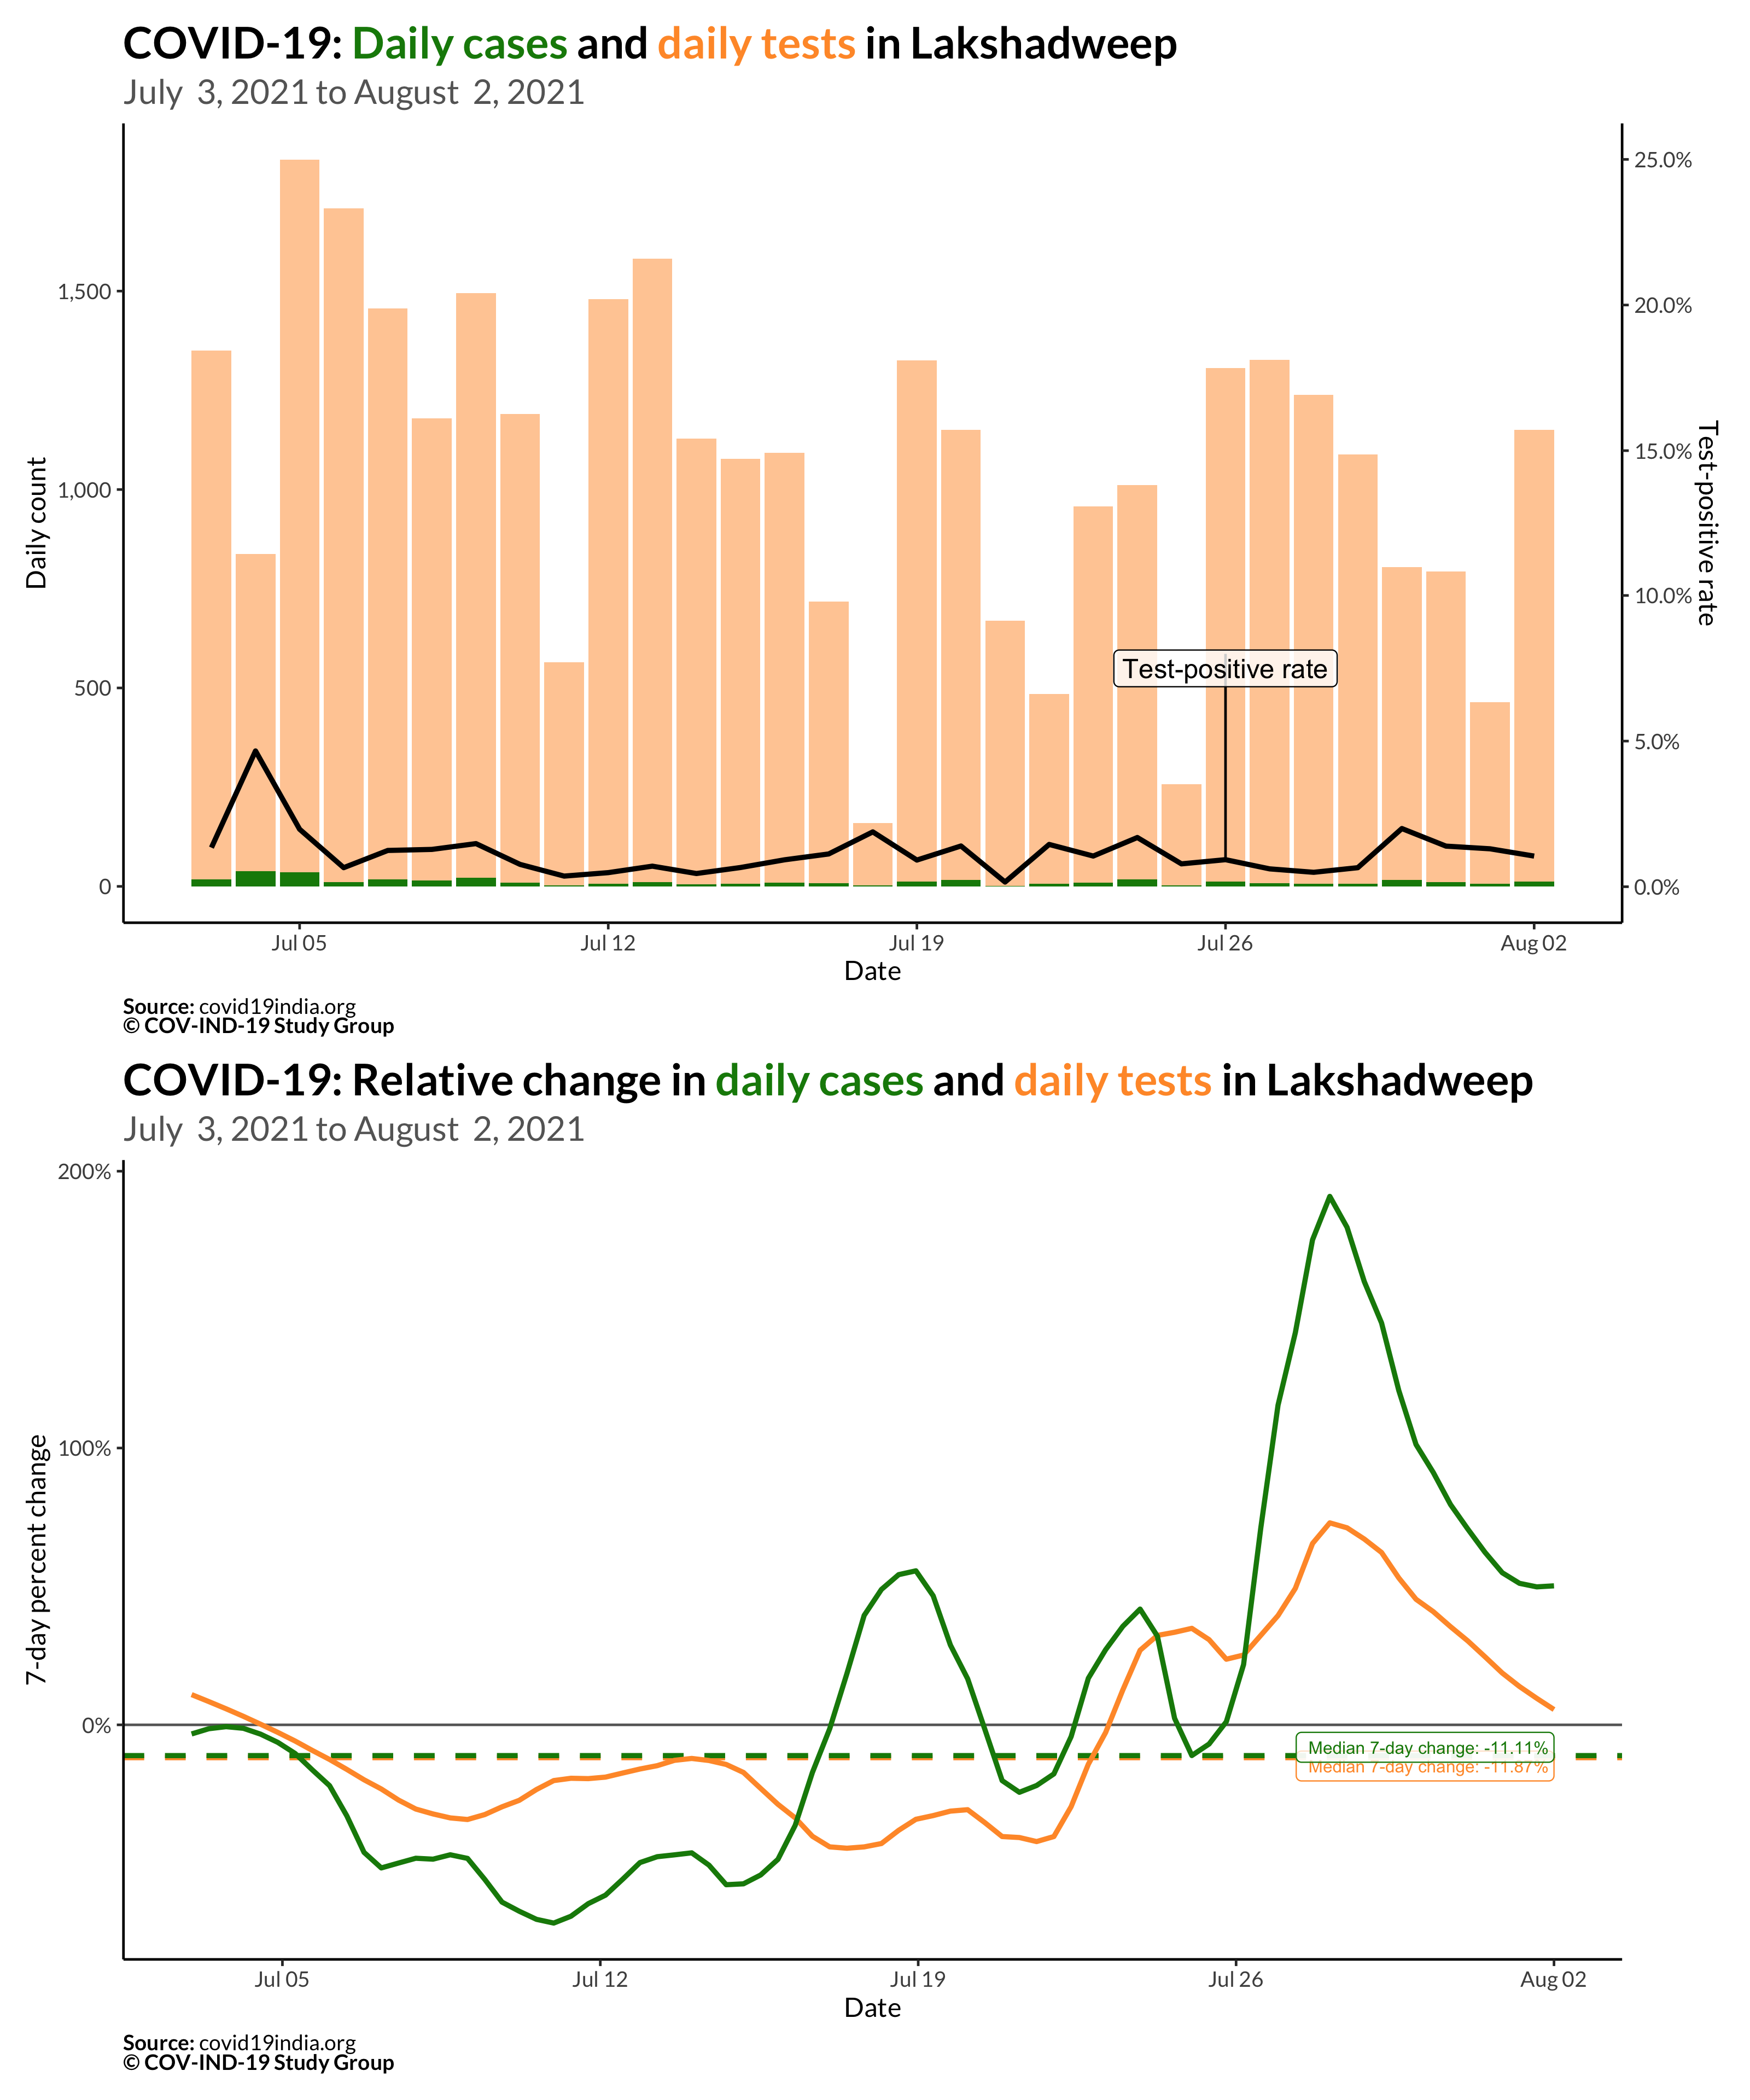 COVID-19: Daily cases and daily tests in Lakshadweep
July  3, 2021 to August  2, 2021
Daily count
1,500
1,000
500
0
25.0%
20.0%
15.0%
10.0%
5.0%
0.0%
Test-positive rate
Test-positive rate
Jul 05
Jul 12
Jul 19
Jul 26
Aug 02
Date
Source: covid19india.org
© COV-IND-19 Study Group
COVID-19: Relative change in daily cases and daily tests in Lakshadweep
July  3, 2021 to August  2, 2021
7-day percent change
200%
100%
0%
Median 7-day change: -11.11%
Median 7-day change: -11.87%
Jul 05
Jul 12
Jul 19
Jul 26
Aug 02
Date
Source: covid19india.org
© COV-IND-19 Study Group